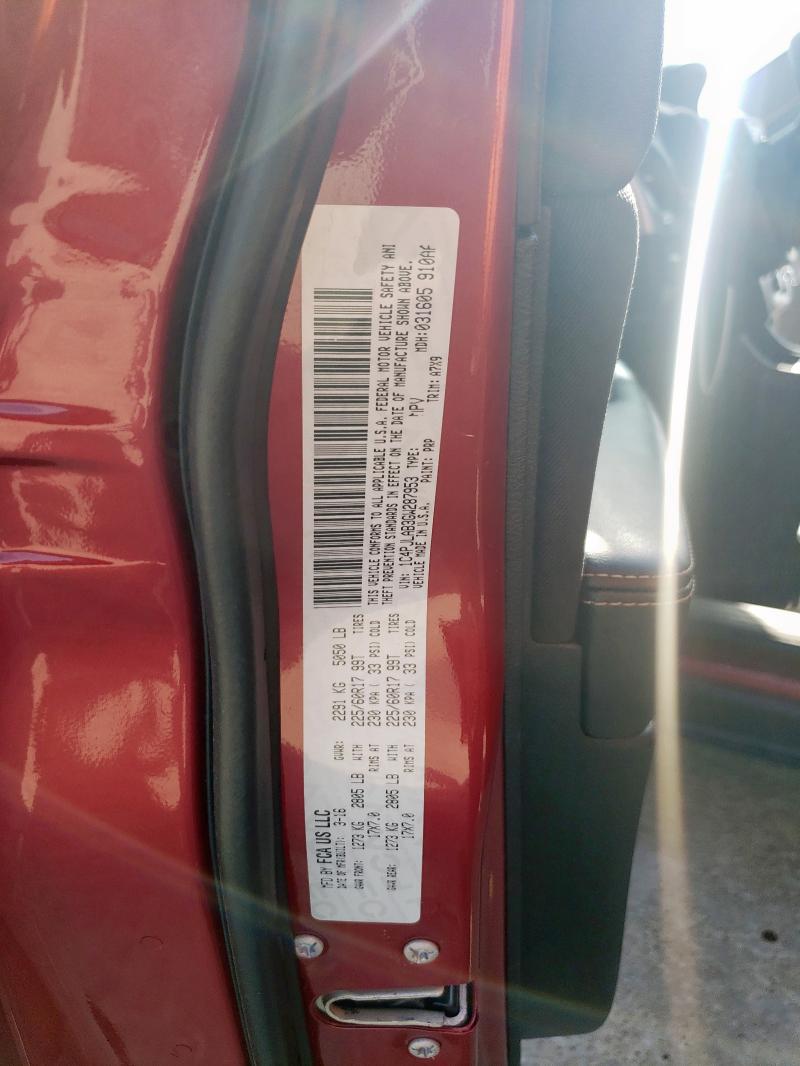 MFD BY FCA US LLC
DATE OF MFR(BUILT): 3-16 GVWR: 2291 KG 5050 LB
GWR FRONT: 1273 KG 2805 LB WITH 225/60R17 99T TIRES
17X7.0 RIMS AT 230 KPA ( 33 PSI) COLD
GWR REAR: 1273 KG 2805 LB WITH 225/60R17 99T TIRES
17X7.0 RIMS AT 230 KPA ( 33 PSI) COLD
THIS VEHICLE CONFORMS TO ALL APPLICABLE U.S.A. FEDERAL MOTOR VEHICLE SAFETY AND
THEFT PREVENTION STANDARDS IN EFFECT ON THE DATE OF MANUFACTURE SHOWN ABOVE.
VIN: 1C4PJLAB3GW287953 TYPE: MPV MDH:031605 910AF
VEHICLE MADE IN U.S.A. PAINT: PRP TRIM: A7X9